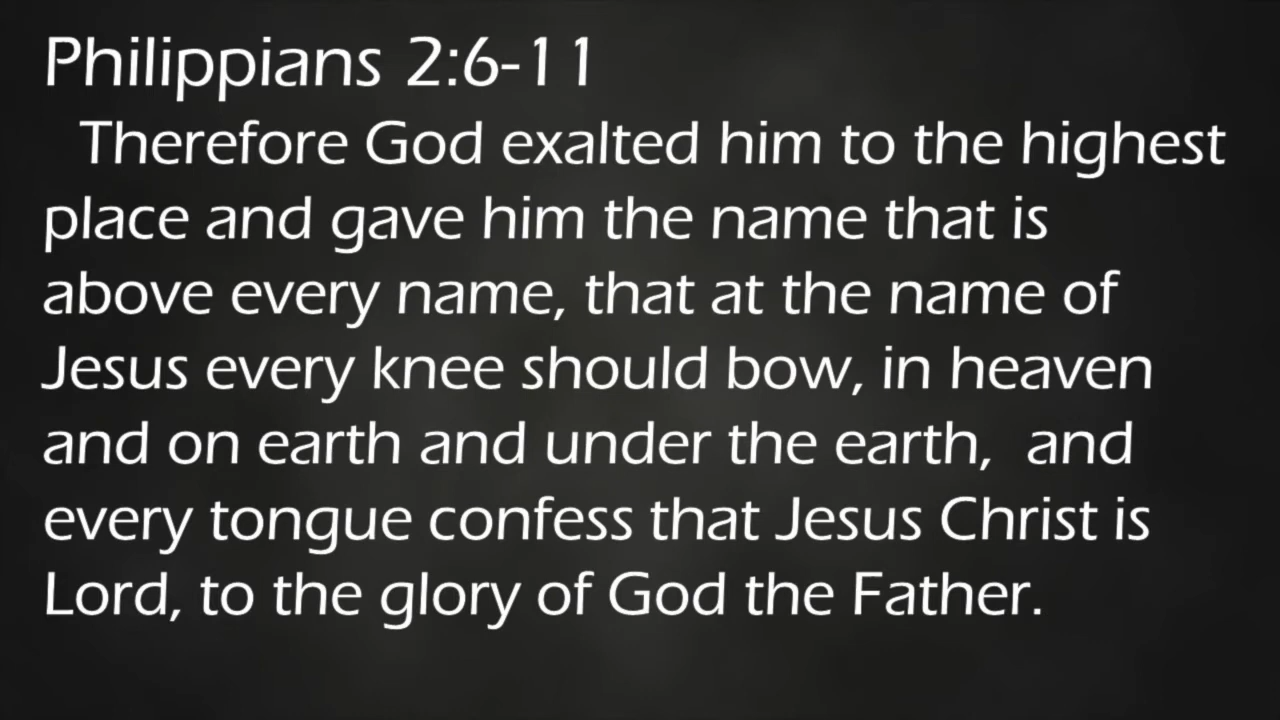 Philippians 2:6-11
Therefore God exalted him to the highest
place and gave him the name that is
above every name, that at the name of
Jesus every knee should bow, in heaven
and on earth and under the earth,  and
every tongue confess that Jesus Christ is
Lord, to the glory of God the Father.